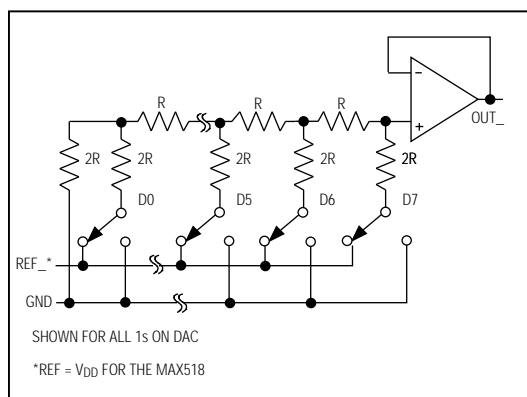 R R R
− +
OUT_
2R 2R 2R 2R 2R
D0 D5 D6 D7
REF_*
GND
SHOWN FOR ALL 1s ON DAC
*REF = VDD FOR THE MAX518